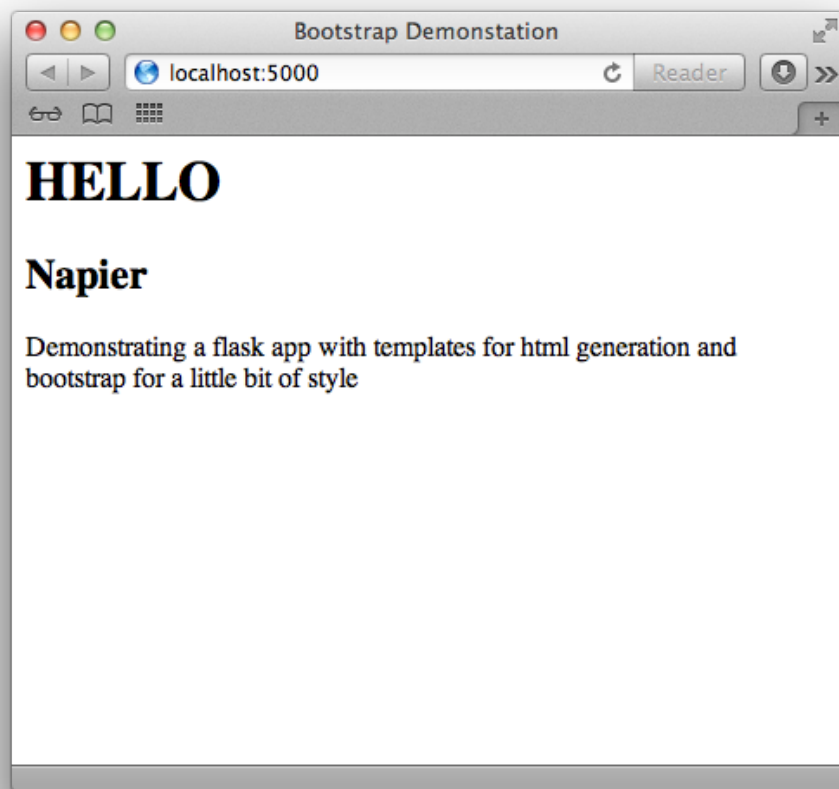 Bootstrap Demonstation
localhost:5000
Reader
HELLO
Napier
Demonstrating a flask app with templates for html generation and
bootstrap for a little bit of style